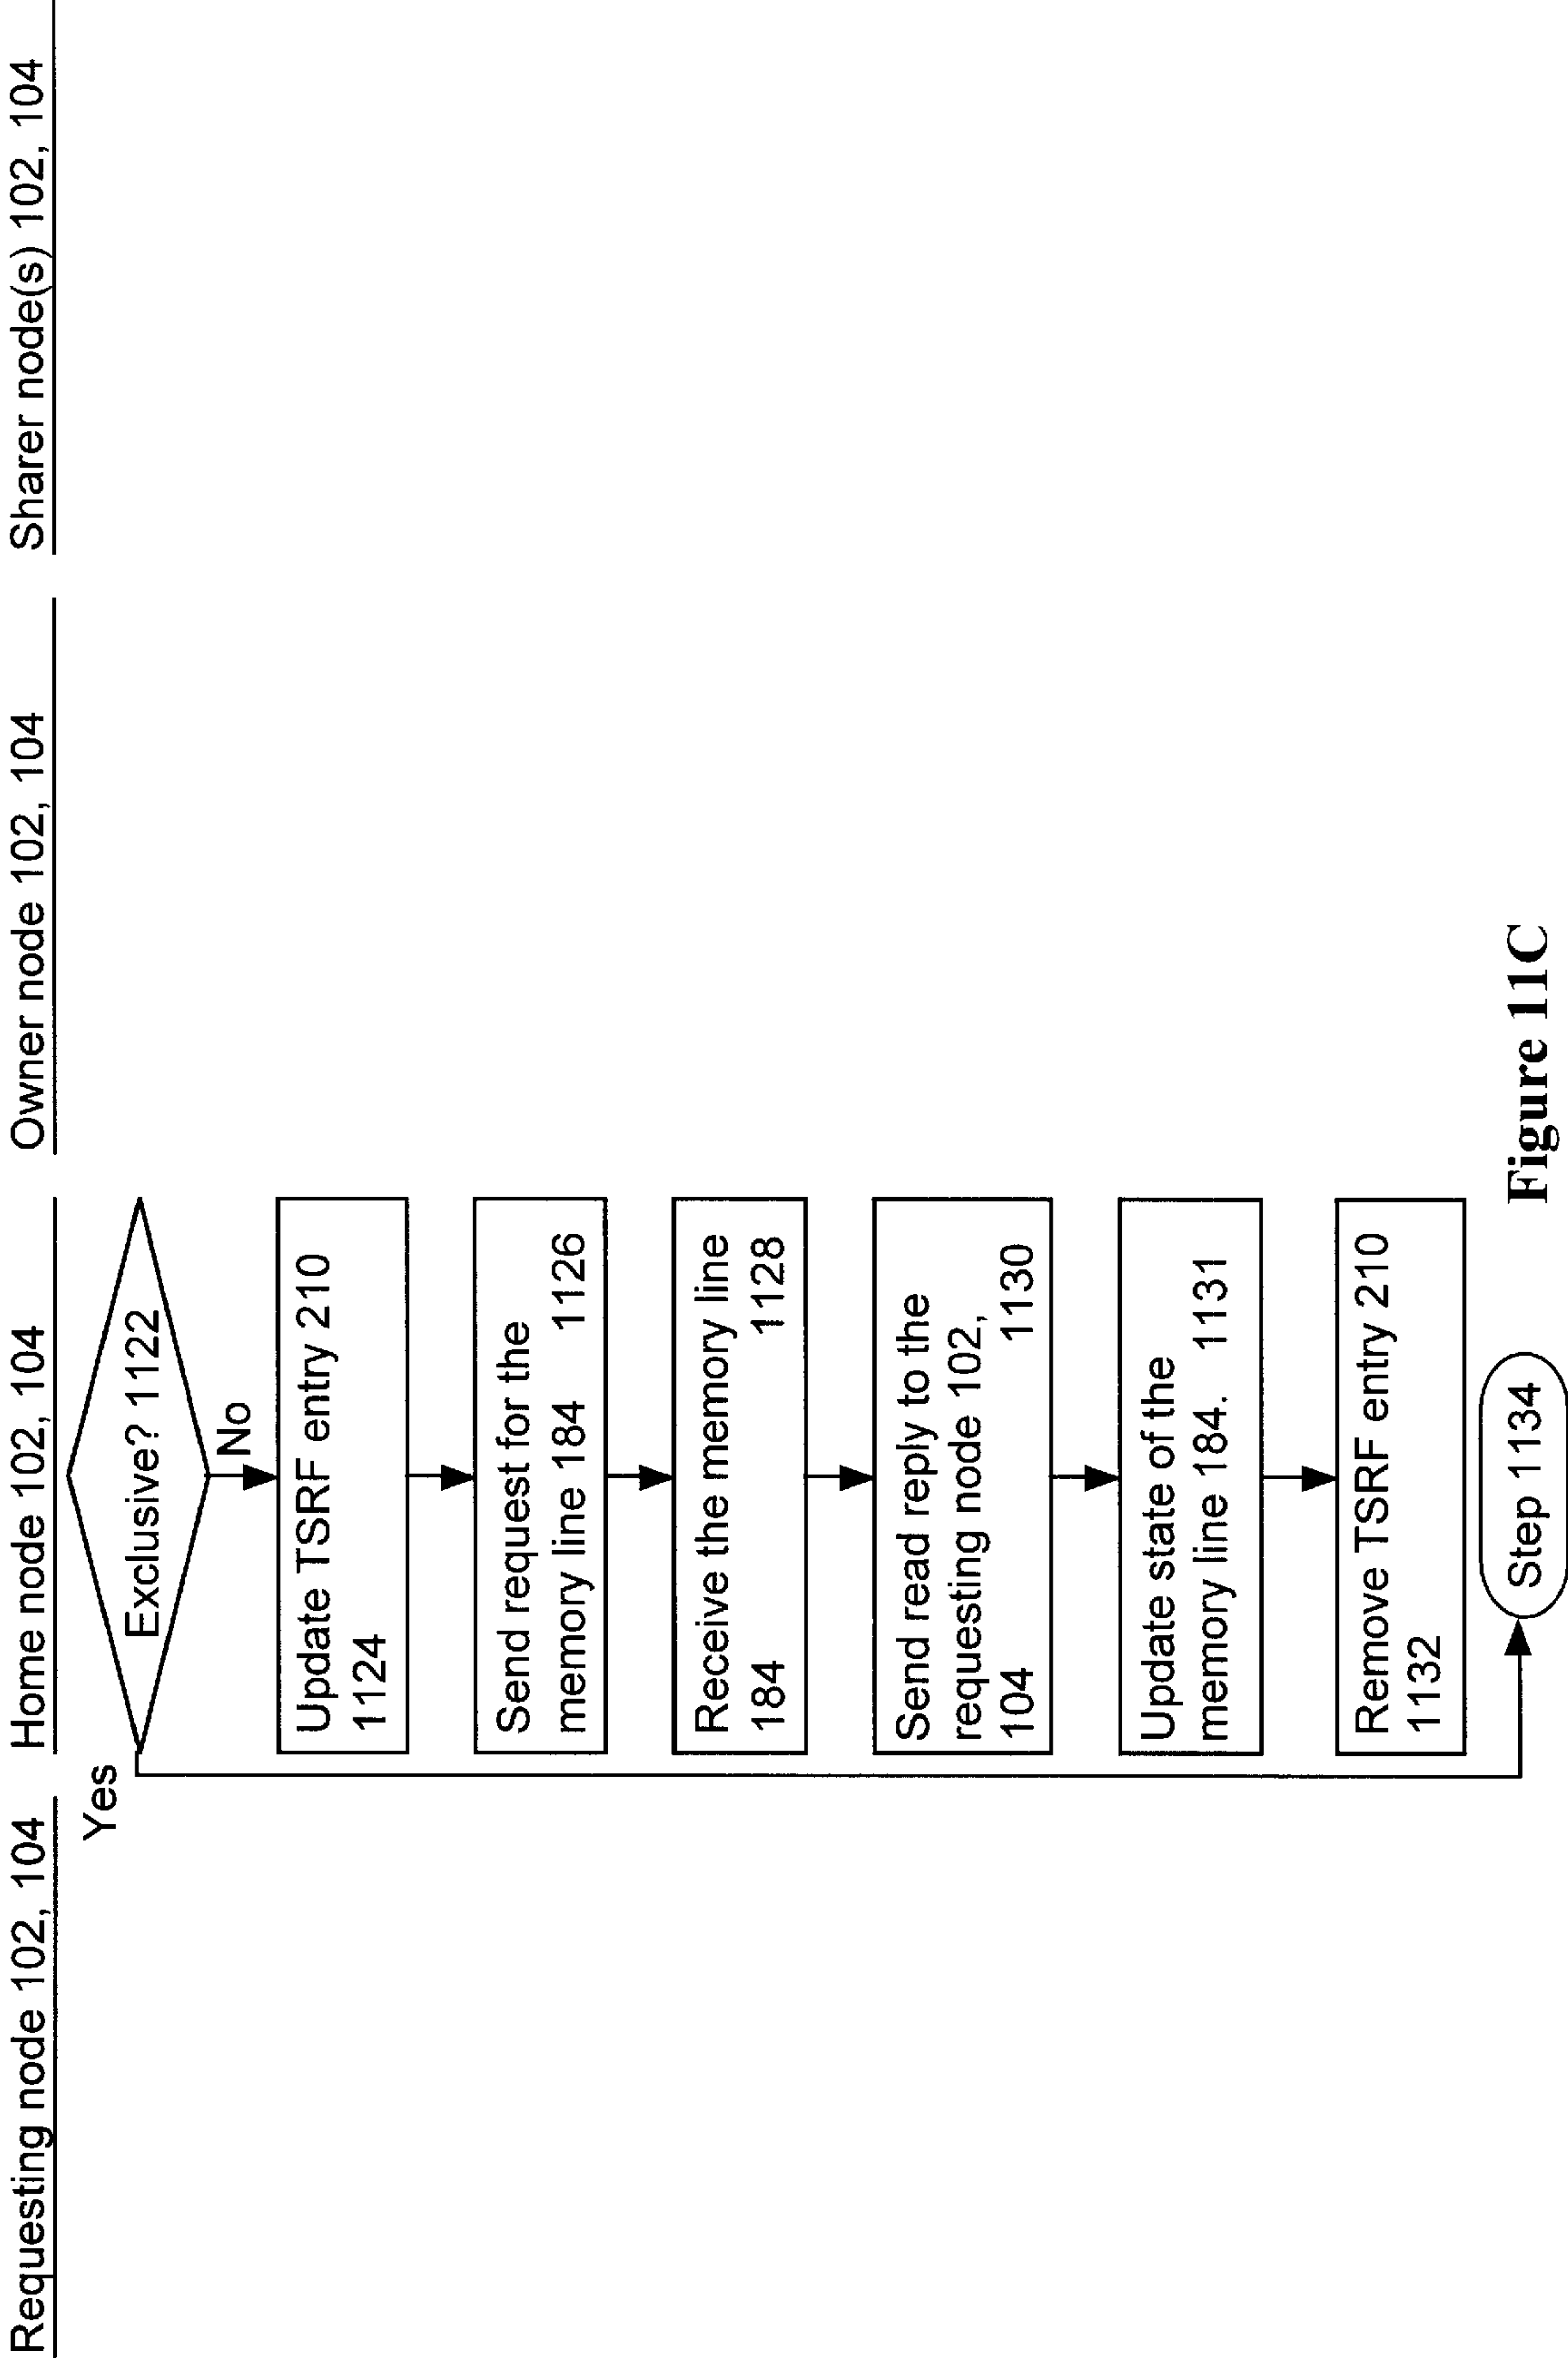 Requesting node 102, 104
Home node 102, 104
Owner node 102, 104
Sharer node(s) 102, 104
Yes
Exclusive? 1122
No
Update TSRF entry 210
1124
Send request for the
memory line 184 1126
Receive the memory line
184 1128
Send read reply to the
requesting node 102,
104 1130
Update state of the
memory line 184. 1131
Remove TSRF entry 210
1132
Step 1134
Figure 11C